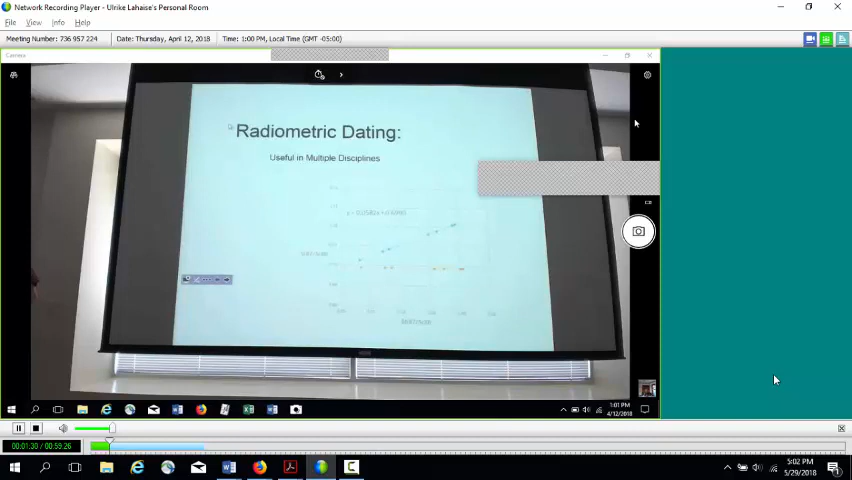 Network Recording Player - Ulrike Lahaise's Personal Room
File View Info Help
Meeting Number: 736 957 224 Date: Thursday, April 12, 2018 Time: 1:00 PM, Local Time (GMT -05:00)
Camera
Radiometric Dating:
Useful in Multiple Disciplines
1:01 PM
4/12/2018
00:01:30 / 00:59:26
5:02 PM
5/29/2018